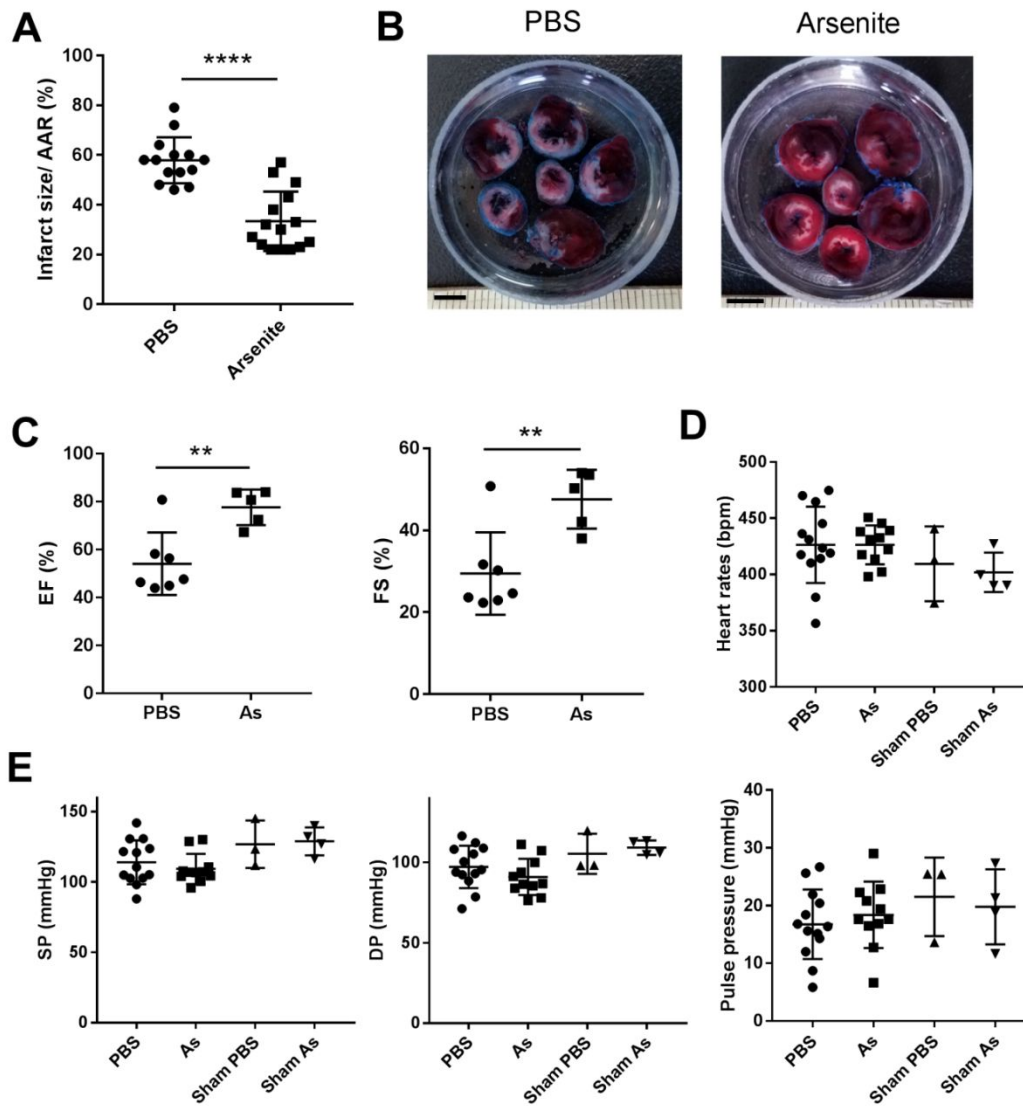 A
Infarct size/ AAR (%)
100
80
60
40
20
0
****
PBS
Arsenite
B
PBS
Arsenite
C
EF (%)
100
80
60
40
20
0
**
PBS
As
FS (%)
60
40
20
0
**
PBS
As
D
Heart rates (bpm)
500
450
400
350
300
PBS
As
Sham PBS
Sham As
E
SP (mmHg)
150
100
50
0
PBS
As
Sham PBS
Sham As
DP (mmHg)
100
50
0
PBS
As
Sham PBS
Sham As
Pulse pressure (mmHg)
40
30
20
10
0
PBS
As
Sham PBS
Sham As